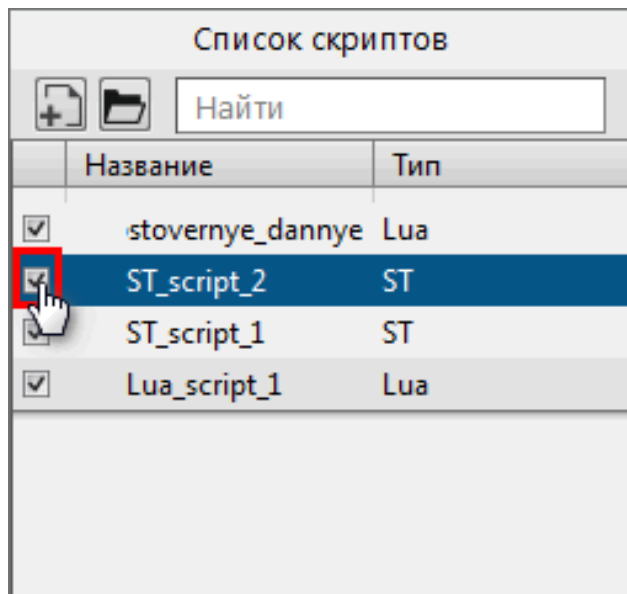 Список скриптов
Найти
Название Тип
stovernye_dannye Lua
ST_script_2 ST
ST_script_1 ST
Lua_script_1 Lua